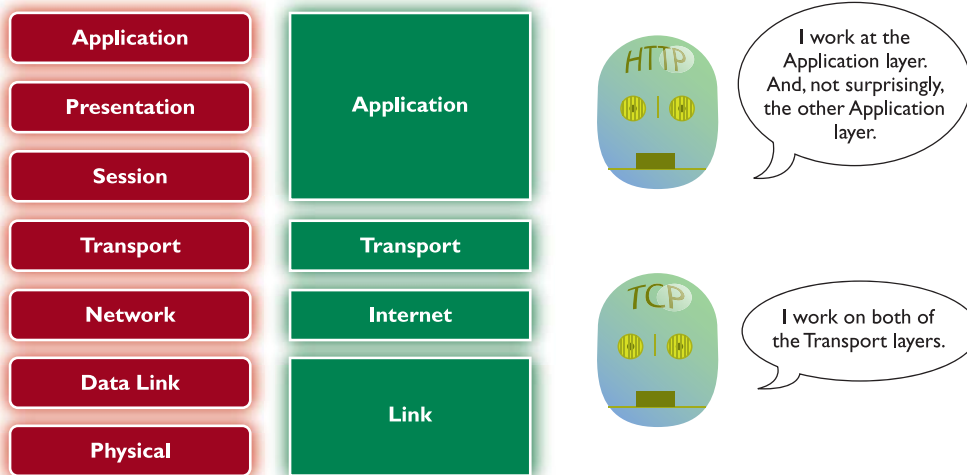 Application
Presentation
Session
Transport
Network
Data Link
Physical
Application
Transport
Internet
Link
HTTP
I work at the
Application layer.
And, not surprisingly,
the other Application
layer.
TCP
I work on both of
the Transport layers.